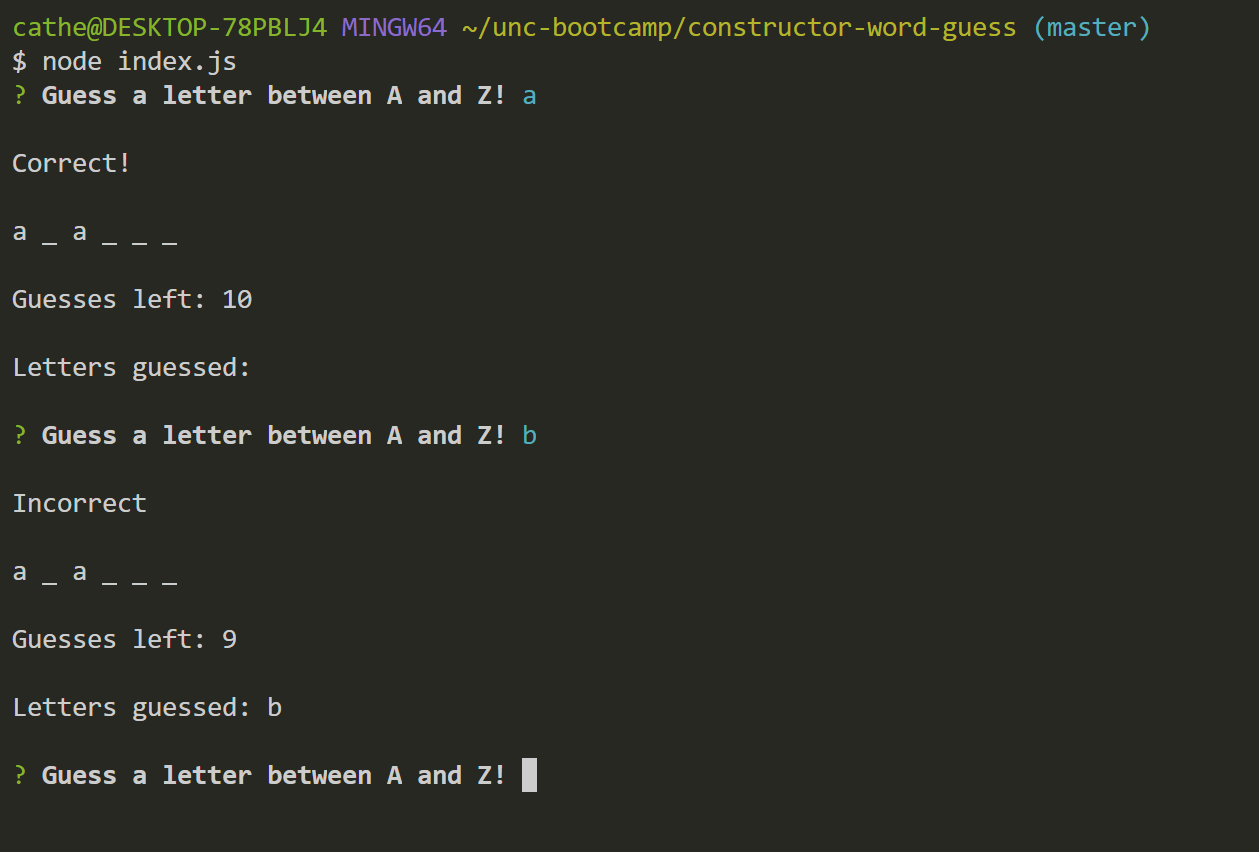 cathe@DESKTOP-78PBLJ4 MINGW64 ~/unc-bootcamp/constructor-word-guess (master)
$ node index.js
? Guess a letter between A and Z! a
Correct!
a _ a _ _ _
Guesses left: 10
Letters guessed:
? Guess a letter between A and Z! b
Incorrect
a _ a _ _ _
Guesses left: 9
Letters guessed: b
? Guess a letter between A and Z!